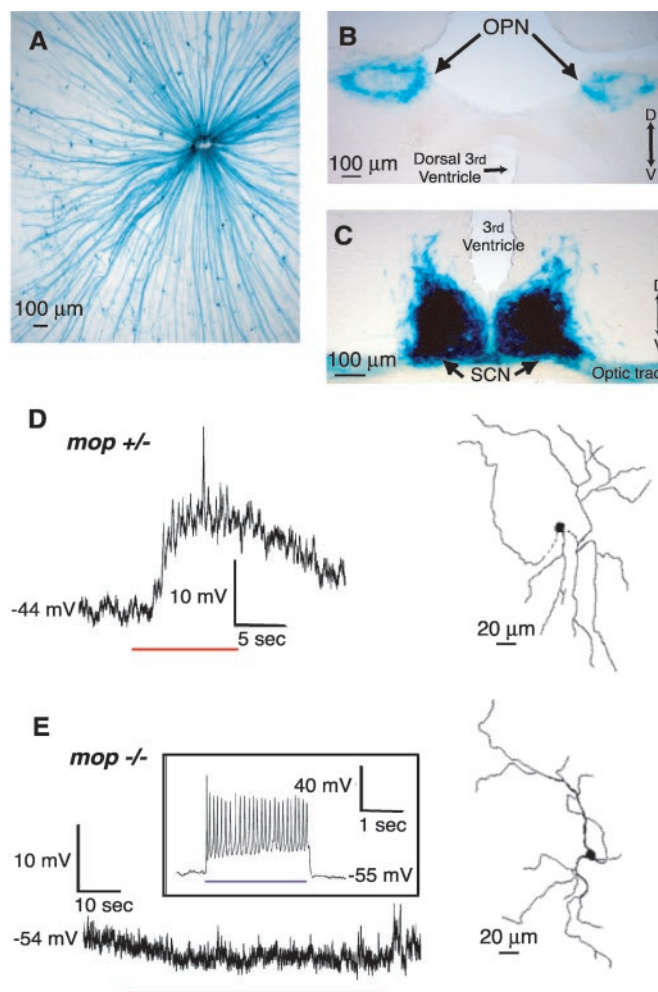 A
100 µm
B
OPN
100 µm
Dorsal 3rd
Ventricle
D
V
C
3rd
Ventricle
D
V
100 µm
SCN
Optic trac
D
mop +/-
-44 mV
10 mV
5 sec
20 µm
E
mop -/-
40 mV
1 sec
-55 mV
10 mV
10 sec
-54 mV
20 µm